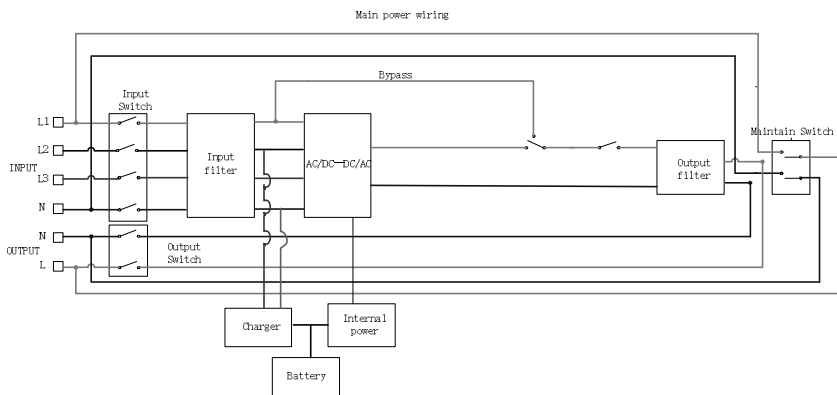 Main power wiring
Bypass
Input
Switch
L1
L2
INPUT
L3
N
N
OUTPUT
L
Input
filter
AC/DC—DC/AC
Output
filter
Maintain Switch
Output
Switch
Charger
Internal
power
Battery